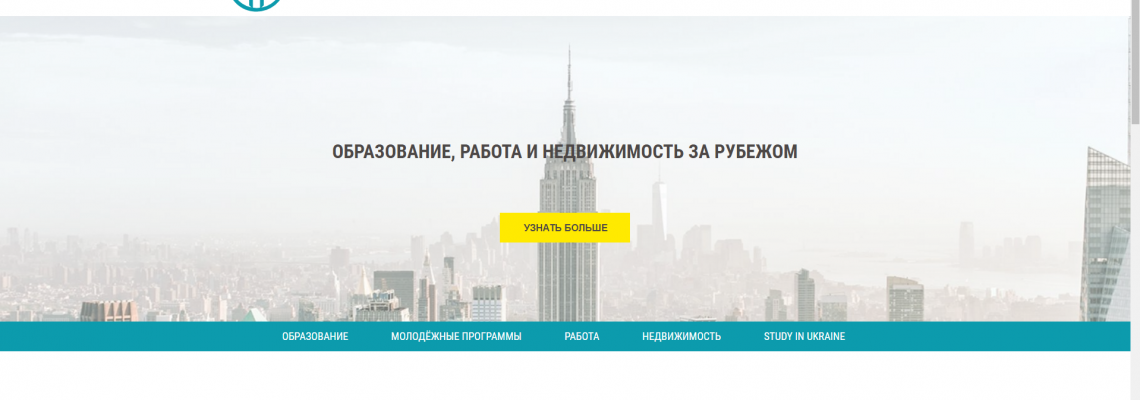 ОБРАЗОВАНИЕ, РАБОТА И НЕДВИЖИМОСТЬ ЗА РУБЕЖОМ
УЗНАТЬ БОЛЬШЕ
ОБРАЗОВАНИЕ МОЛОДЁЖНЫЕ ПРОГРАММЫ РАБОТА НЕДВИЖИМОСТЬ STUDY IN UKRAINE